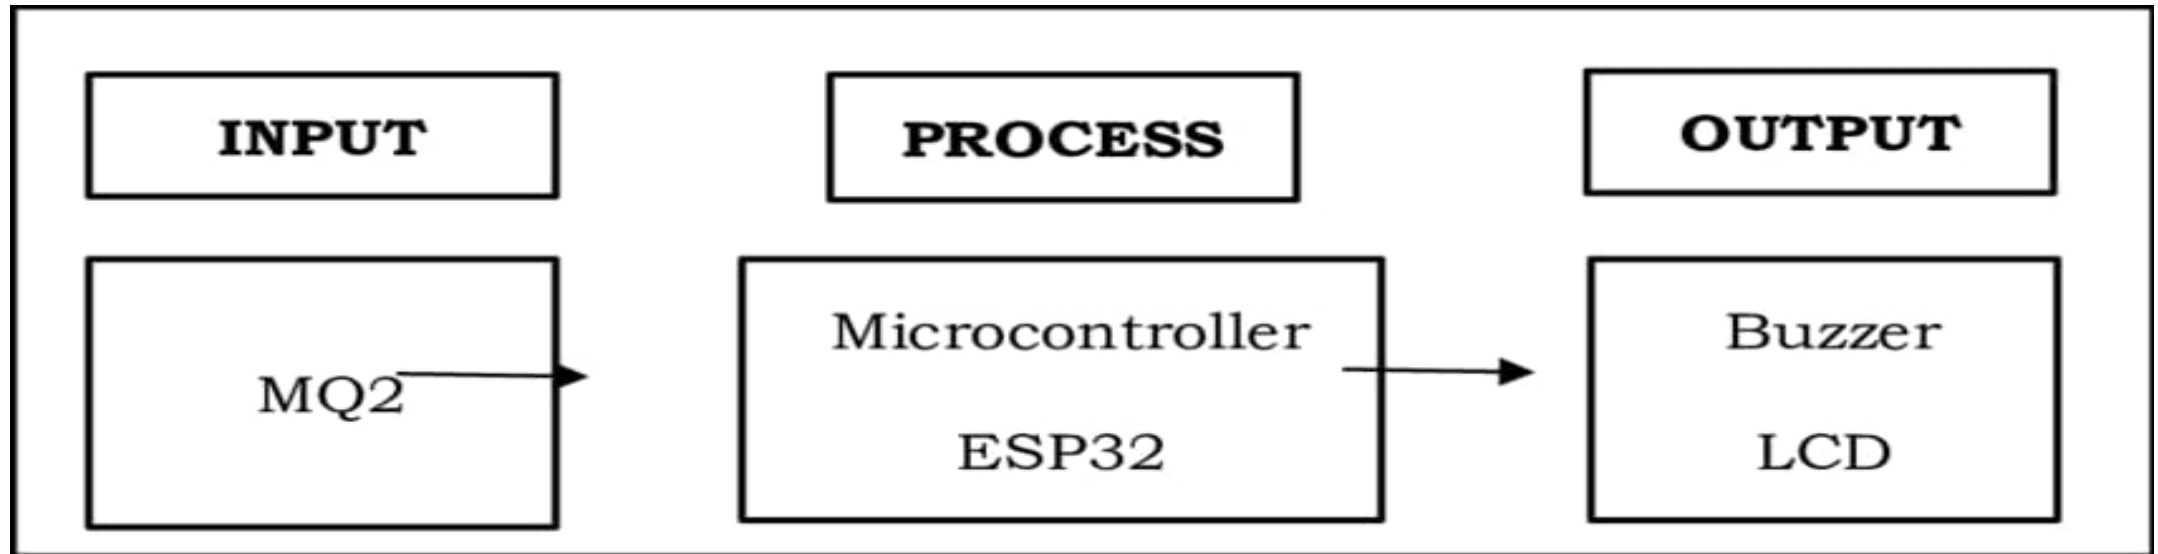 INPUT
PROCESS
OUTPUT
MQ2
Microcontroller
ESP32
Buzzer
LCD